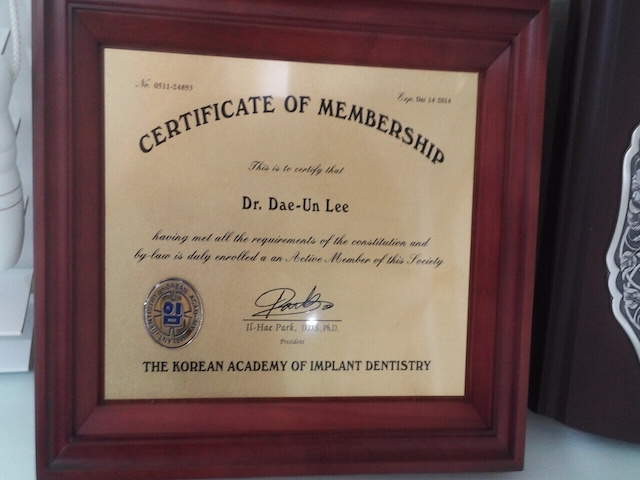 No. 0511-24893
Exp. Dec 14 2014
CERTIFICATE OF MEMBERSHIP
This is to certify that
Dr. Dae-Un Lee
having met all the requirements of the constitution and
by-law is duly enrolled a an Active Member of this Society
Il-Hae Park, DDS, Ph.D.
President
THE KOREAN ACADEMY OF IMPLANT DENTISTRY